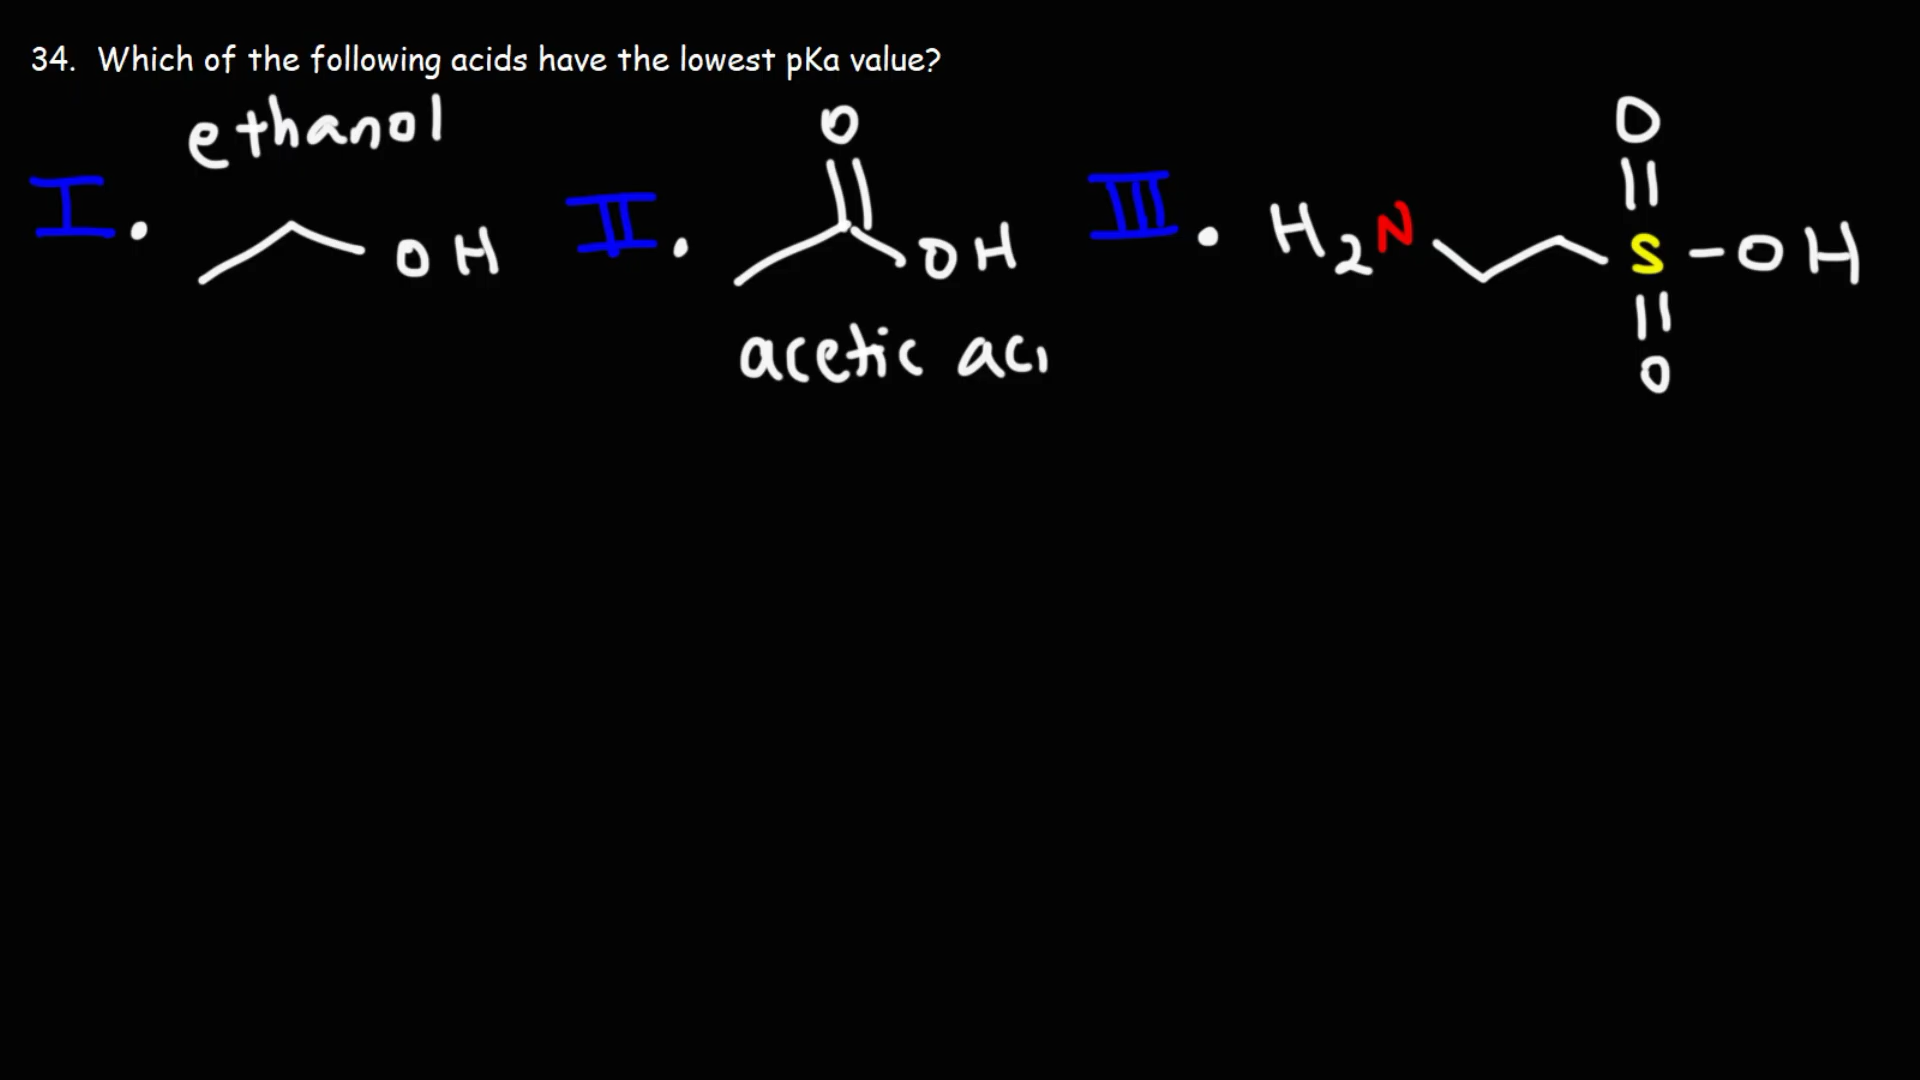 34. Which of the following acids have the lowest pKa value?
ethanol
I. OH
O
II. OH
acetic aci
O
III. H2N S-OH
O